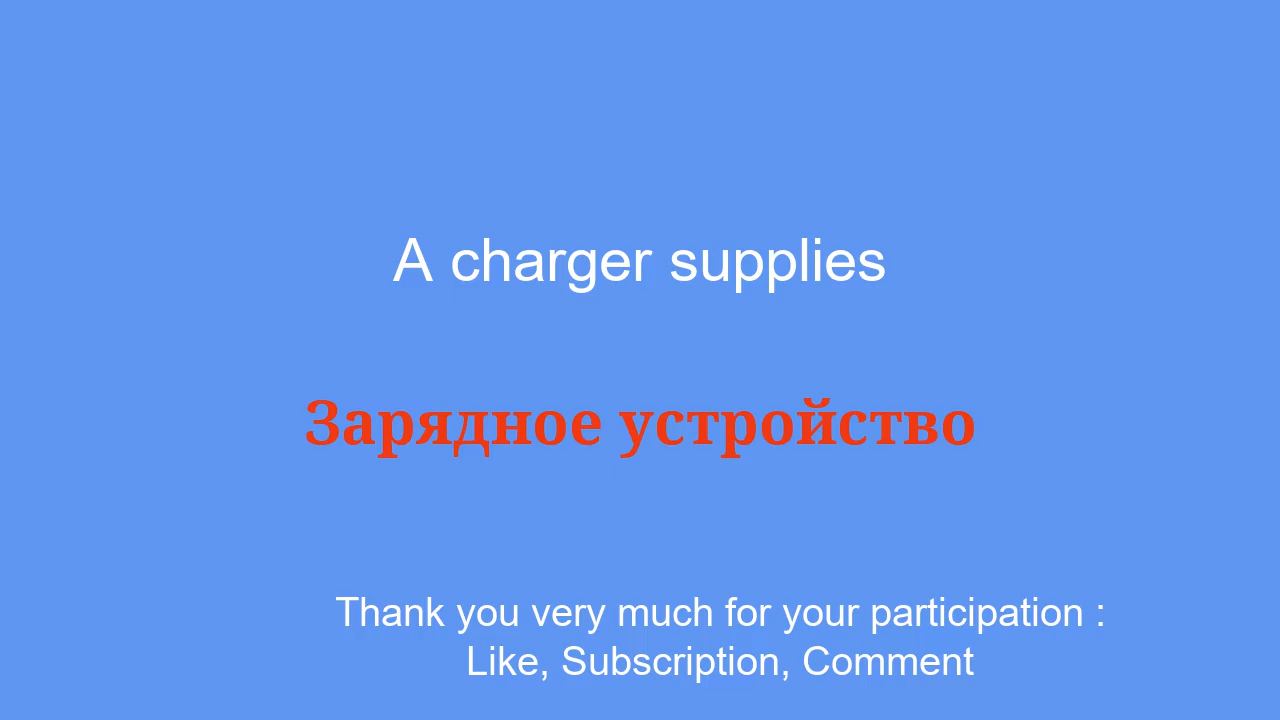 A charger supplies
Зарядное устройство
Thank you very much for your participation :
Like, Subscription, Comment